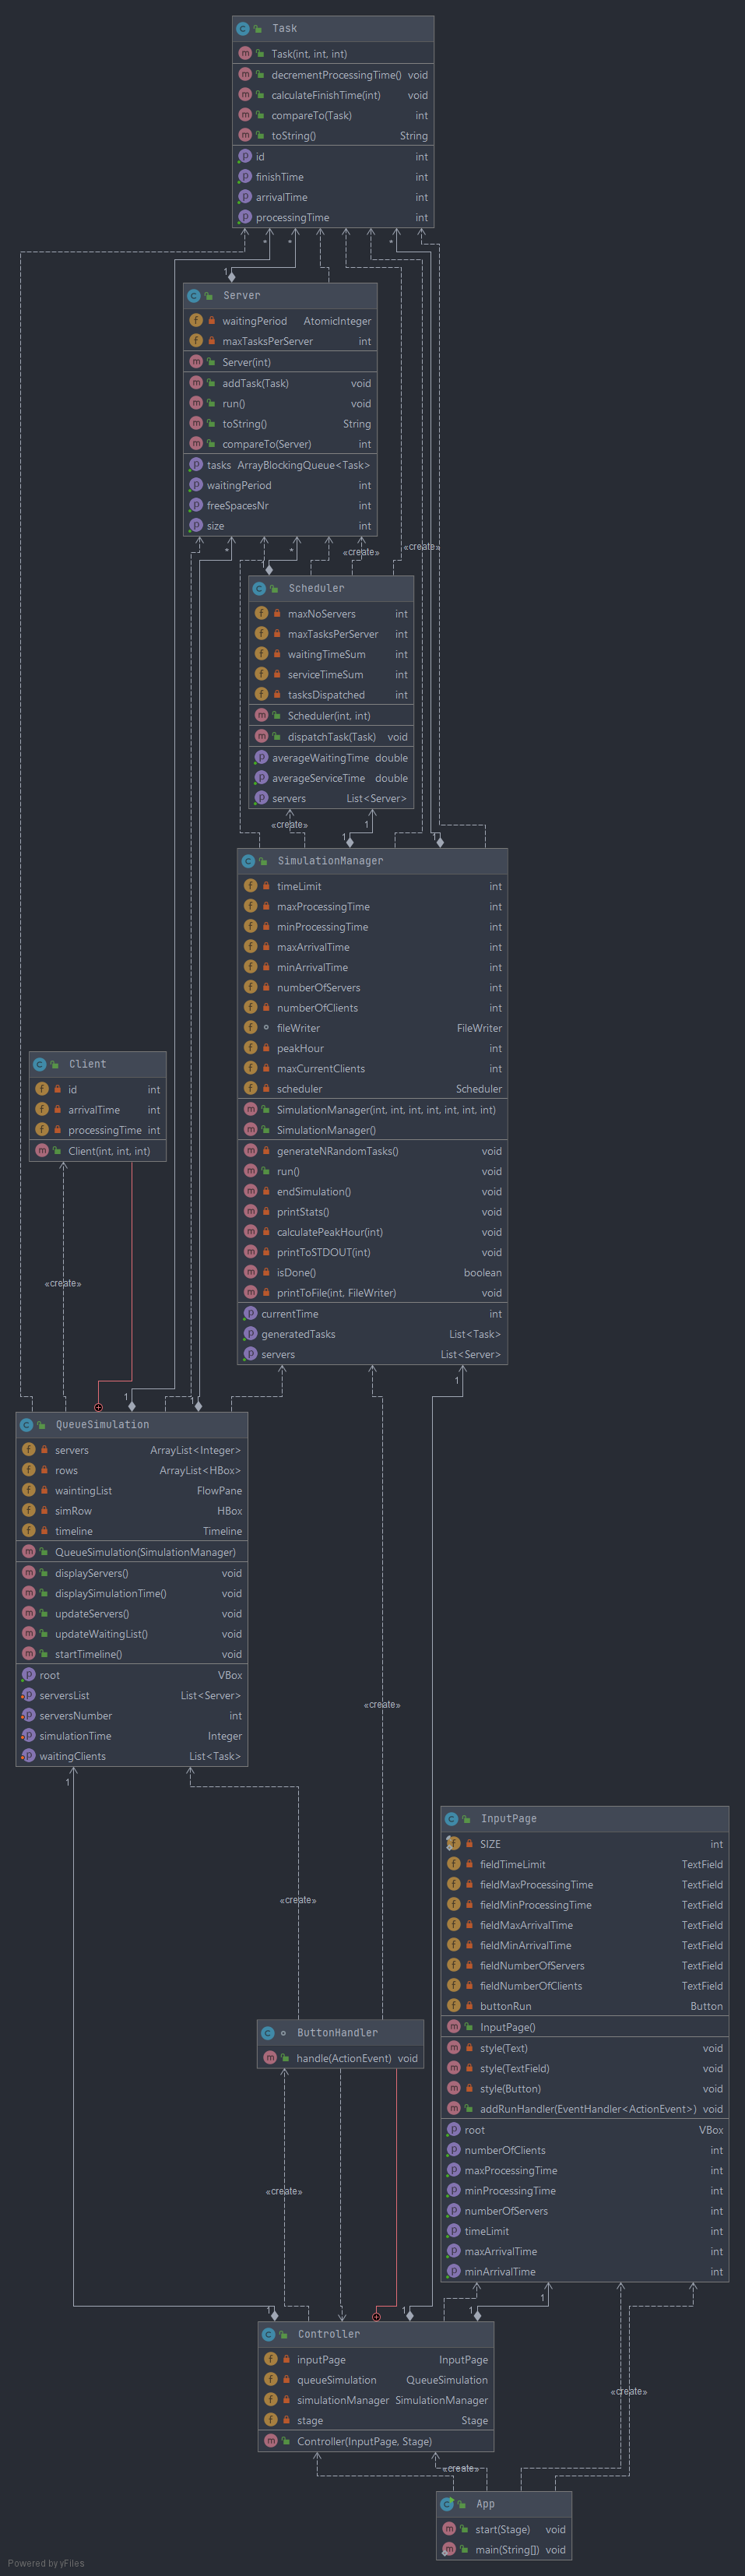 Task
Task(int, int, int)
decrementProcessingTime() void
calculateFinishTime(int) void
compareTo(Task) int
toString() String
id int
finishTime int
arrivalTime int
processingTime int
* * *
1
Server
waitingPeriod AtomicInteger
maxTasksPerServer int
Server(int)
addTask(Task) void
run() void
toString() String
compareTo(Server) int
tasks ArrayBlockingQueue<Task>
waitingPeriod int
freeSpacesNr int
size int
* * «create» «create»
1
Scheduler
maxNoServers int
maxTasksPerServer int
waitingTimeSum int
serviceTimeSum int
tasksDispatched int
Scheduler(int, int)
dispatchTask(Task) void
averageWaitingTime double
averageServiceTime double
servers List<Server>
«create» 1
1 1
SimulationManager
timeLimit int
maxProcessingTime int
minProcessingTime int
maxArrivalTime int
minArrivalTime int
numberOfServers int
numberOfClients int
fileWriter FileWriter
peakHour int
maxCurrentClients int
scheduler Scheduler
SimulationManager(int, int, int, int, int, int, int)
SimulationManager()
generateNRandomTasks() void
run() void
endSimulation() void
printStats() void
calculatePeakHour(int) void
printToSTDOUT(int) void
isDone() boolean
printToFile(int, FileWriter) void
currentTime int
generatedTasks List<Task>
servers List<Server>
Client
id int
arrivalTime int
processingTime int
Client(int, int, int)
«create»
1
1 1
QueueSimulation
servers ArrayList<Integer>
rows ArrayList<HBox>
waintingList FlowPane
simRow HBox
timeline Timeline
QueueSimulation(SimulationManager)
displayServers() void
displaySimulationTime() void
updateServers() void
updateWaitingList() void
startTimeline() void
root VBox
serversList List<Server>
serversNumber int
simulationTime Integer
waitingClients List<Task>
1
«create»
«create»
InputPage
SIZE int
fieldTimeLimit TextField
fieldMaxProcessingTime TextField
fieldMinProcessingTime TextField
fieldMaxArrivalTime TextField
fieldMinArrivalTime TextField
fieldNumberOfServers TextField
fieldNumberOfClients TextField
buttonRun Button
InputPage()
style(Text) void
style(TextField) void
style(Button) void
addRunHandler(EventHandler<ActionEvent>) void
root VBox
numberOfClients int
maxProcessingTime int
minProcessingTime int
numberOfServers int
timeLimit int
maxArrivalTime int
minArrivalTime int
ButtonHandler
handle(ActionEvent) void
«create»
1
1 1 1
Controller
inputPage InputPage
queueSimulation QueueSimulation
simulationManager SimulationManager
stage Stage
Controller(InputPage, Stage)
«create»
«create»
App
start(Stage) void
main(String[]) void
Powered by yFiles